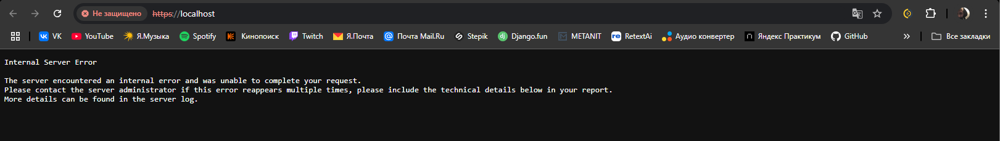 Не защищено https://localhost
VK YouTube Я.Музыка Spotify Кинопоиск Twitch Я.Почта Почта Mail.Ru Stepik Django.fun METANIT RetextAi Аудио конвертер Яндекс Практикум GitHub » Все закладки
Internal Server Error
The server encountered an internal error and was unable to complete your request.
Please contact the server administrator if this error reappears multiple times, please include the technical details below in your report.
More details can be found in the server log.